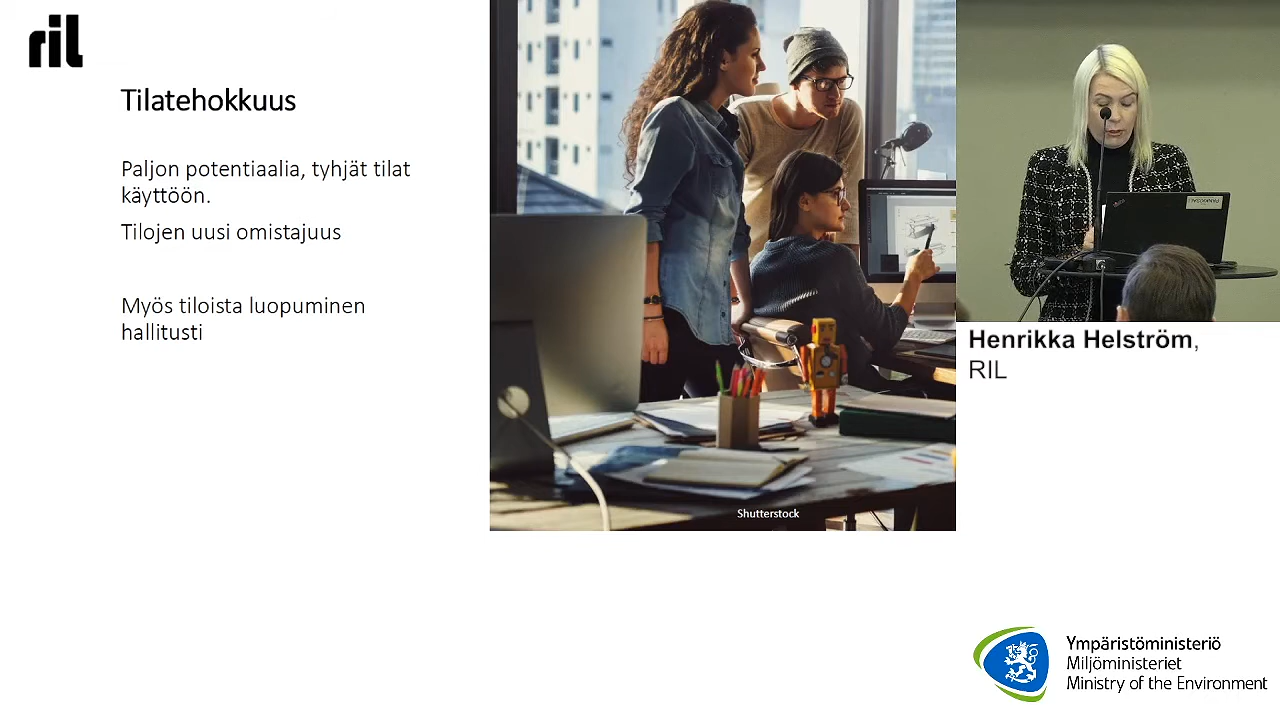 ril
Tilatehokkuus
Paljon potentiaalia, tyhjät tilat
käyttöön.
Tilojen uusi omistajuus
Myös tiloista luopuminen
hallitusti
Shutterstock
Henrikka Helström,
RIL
Ympäristöministeriö
Miljöministeriet
Ministry of the Environment